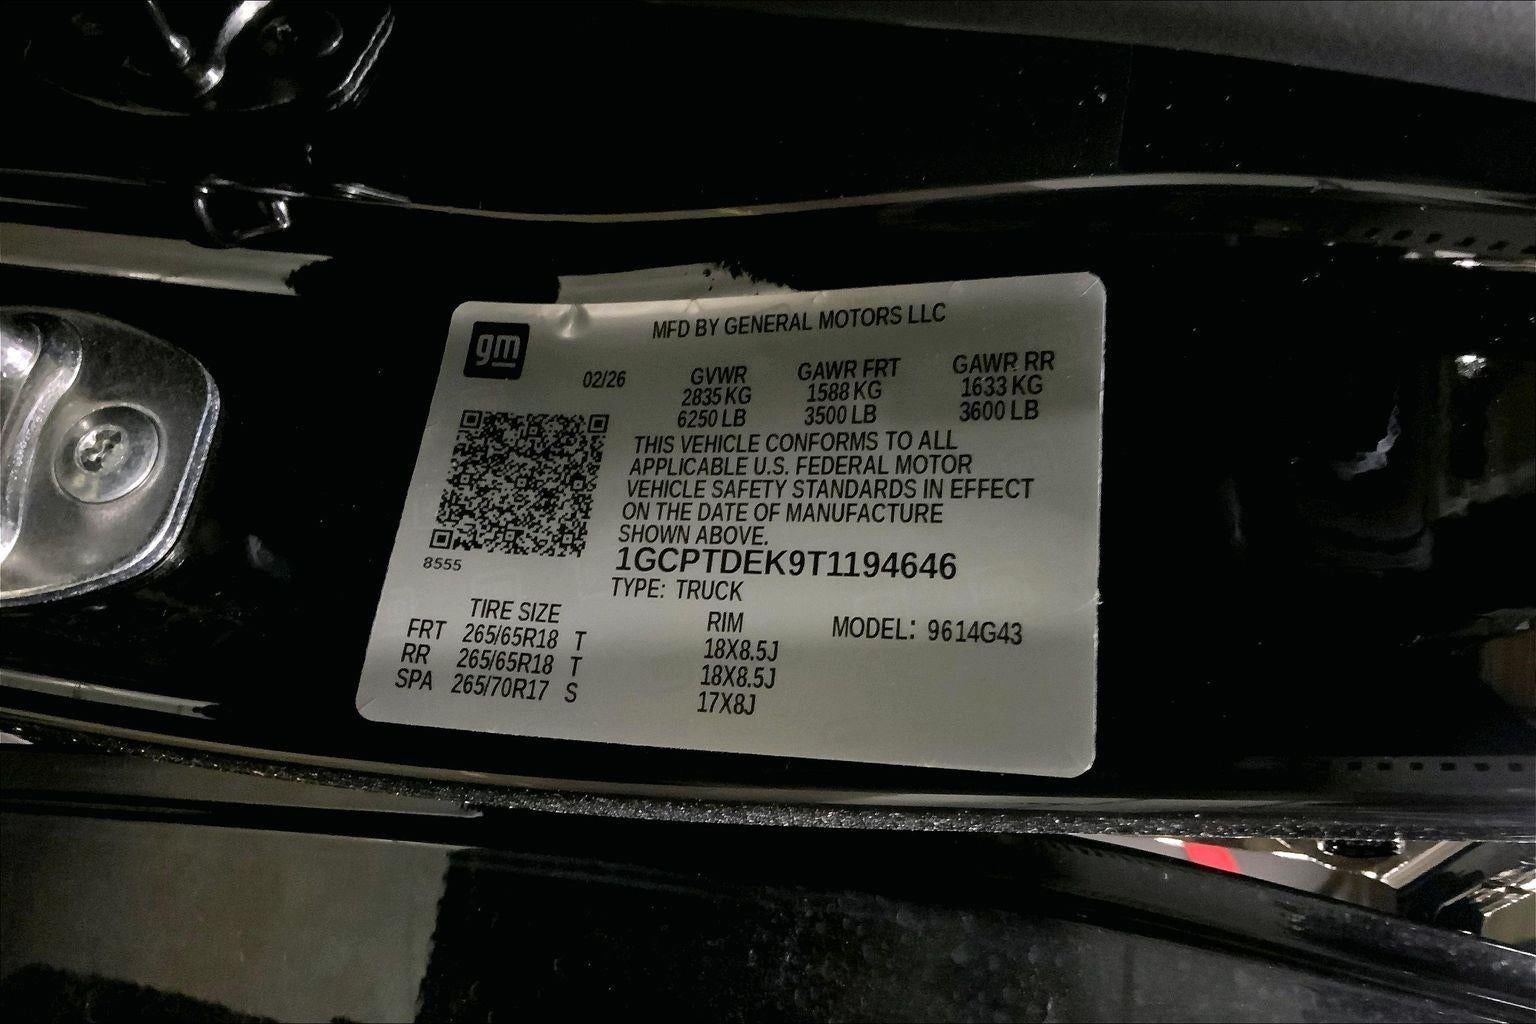 gm
MFD BY GENERAL MOTORS LLC
02/26 GVWR GAWR FRT GAWR RR
2835 KG 1588 KG 1633 KG
6250 LB 3500 LB 3600 LB
THIS VEHICLE CONFORMS TO ALL
APPLICABLE U.S. FEDERAL MOTOR
VEHICLE SAFETY STANDARDS IN EFFECT
ON THE DATE OF MANUFACTURE
SHOWN ABOVE.
8555
1GCPTDEK9T1194646
TYPE: TRUCK
TIRE SIZE RIM MODEL: 9614G43
FRT 265/65R18 T 18X8.5J
RR 265/65R18 T 18X8.5J
SPA 265/70R17 S 17X8J